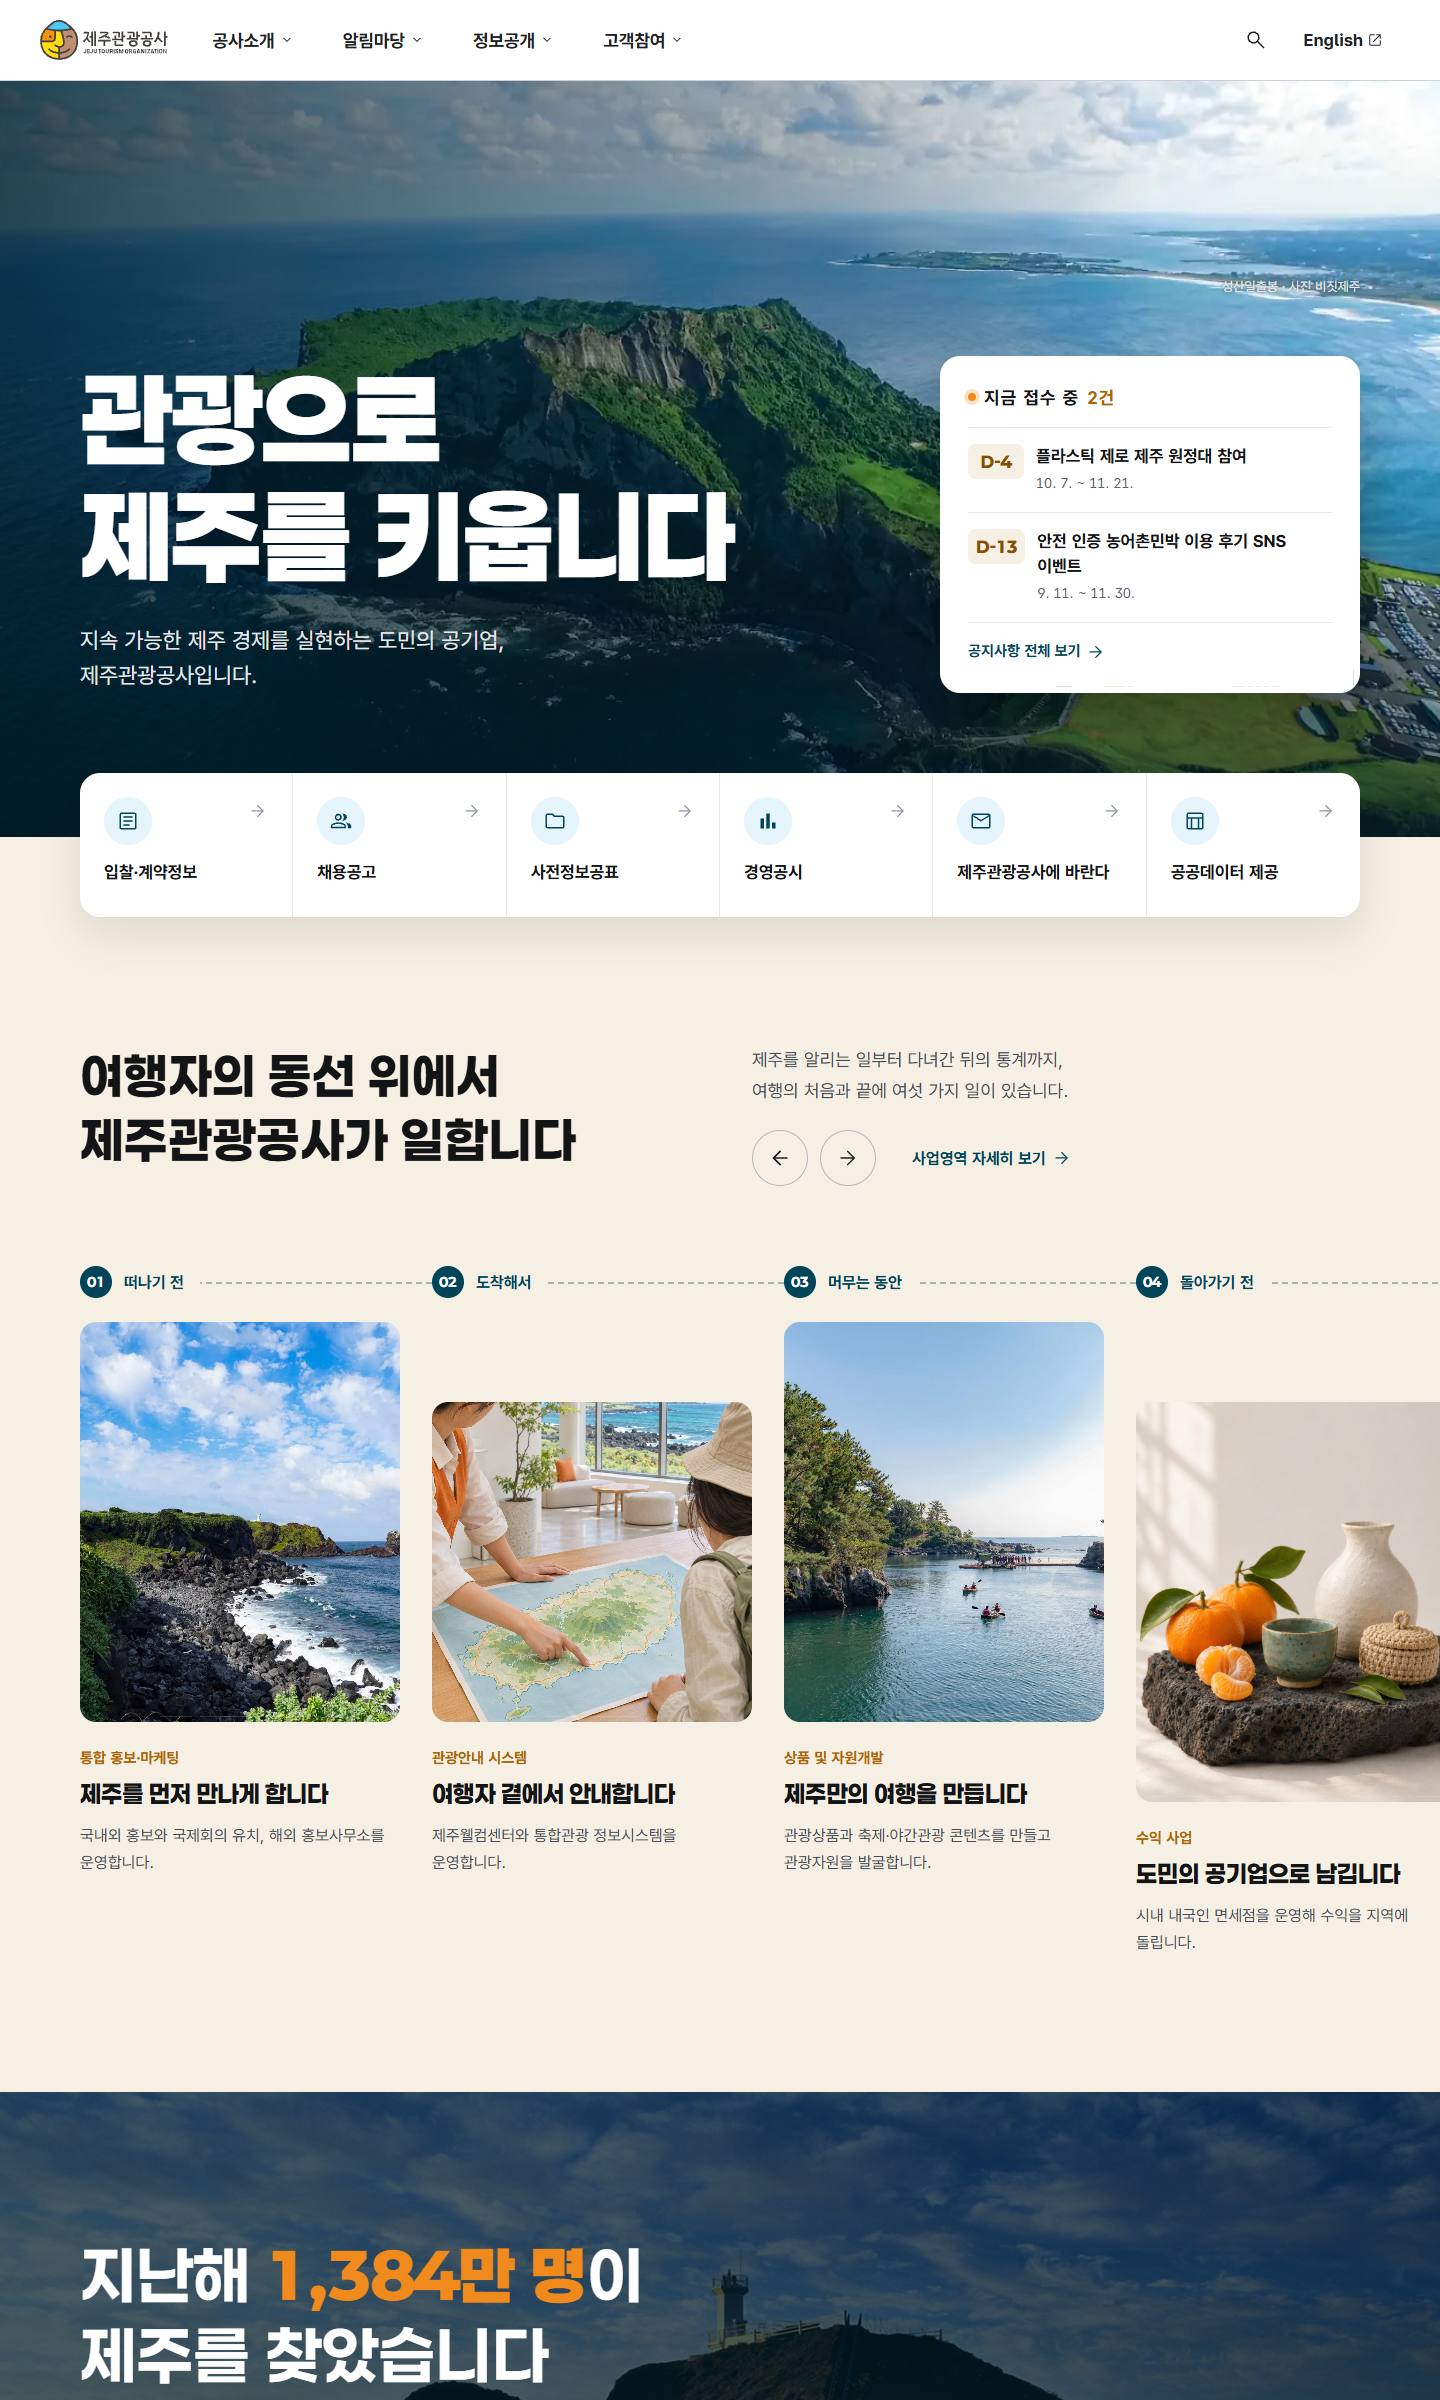 제주관광공사
JEJU TOURISM ORGANIZATION
공사소개
알림마당
정보공개
고객참여
English
성산일출봉 · 사진 비짓제주
관광으로
제주를 키웁니다
지속 가능한 제주 경제를 실현하는 도민의 공기업,
제주관광공사입니다.
지금 접수 중 2건
D-4
플라스틱 제로 제주 원정대 참여
10. 7. ~ 11. 21.
D-13
안전 인증 농어촌민박 이용 후기 SNS
이벤트
9. 11. ~ 11. 30.
공지사항 전체 보기
입찰·계약정보
채용공고
사전정보공표
경영공시
제주관광공사에 바란다
공공데이터 제공
여행자의 동선 위에서
제주관광공사가 일합니다
제주를 알리는 일부터 다녀간 뒤의 통계까지,
여행의 처음과 끝에 여섯 가지 일이 있습니다.
사업영역 자세히 보기
01 떠나기 전
02 도착해서
03 머무는 동안
04 돌아가기 전
통합 홍보·마케팅
제주를 먼저 만나게 합니다
국내외 홍보와 국제회의 유치, 해외 홍보사무소를
운영합니다.
관광안내 시스템
여행자 곁에서 안내합니다
제주웰컴센터와 통합관광 정보시스템을
운영합니다.
상품 및 자원개발
제주만의 여행을 만듭니다
관광상품과 축제·야간관광 콘텐츠를 만들고
관광자원을 발굴합니다.
수익 사업
도민의 공기업으로 남깁니다
시내 내국인 면세점을 운영해 수익을 지역에
돌립니다.
지난해 1,384만 명이
제주를 찾았습니다